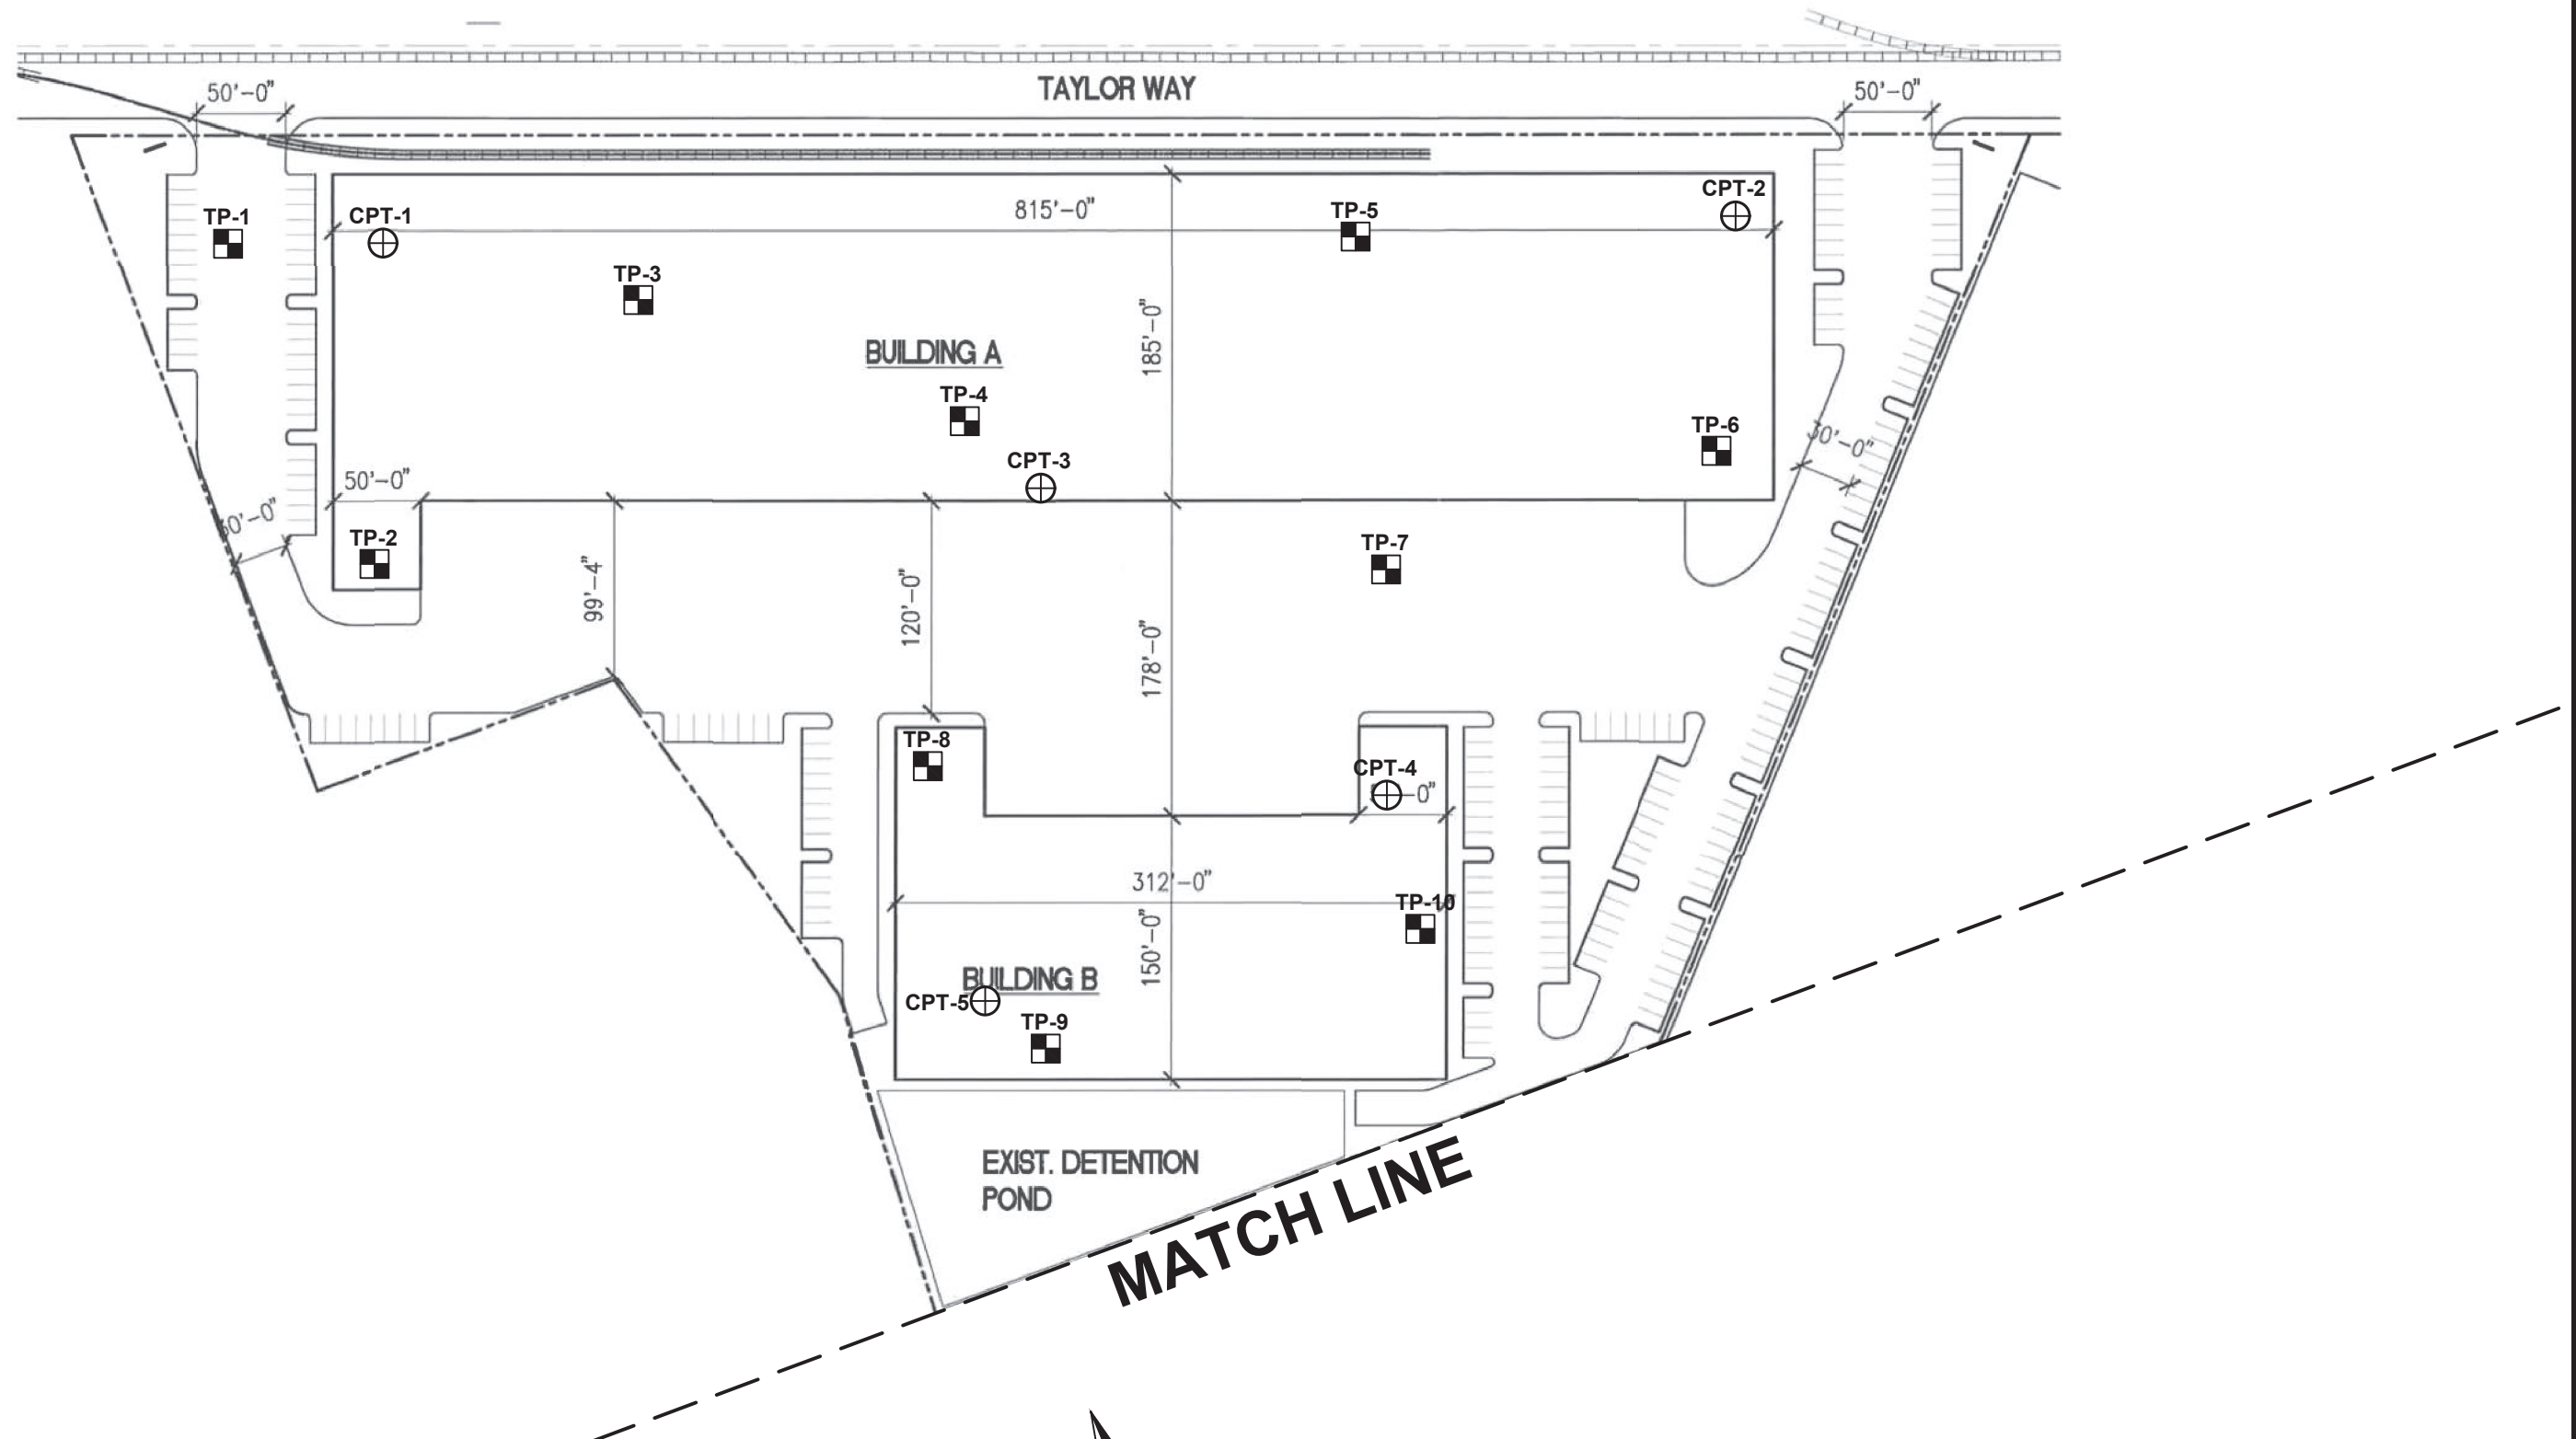 TAYLOR WAY
50'-0"
50'-0"
TP-1
CPT-1
815'-0"
TP-5
CPT-2
TP-3
185'-0"
BUILDING A
TP-4
TP-6
30'-0"
CPT-3
50'-0"
TP-2
99'-4"
120'-0"
178'-0"
TP-7
TP-8
CPT-4
-0"
312'-0"
TP-10
150'-0"
BUILDING B
CPT-5
TP-9
EXIST. DETENTION
POND
MATCH LINE